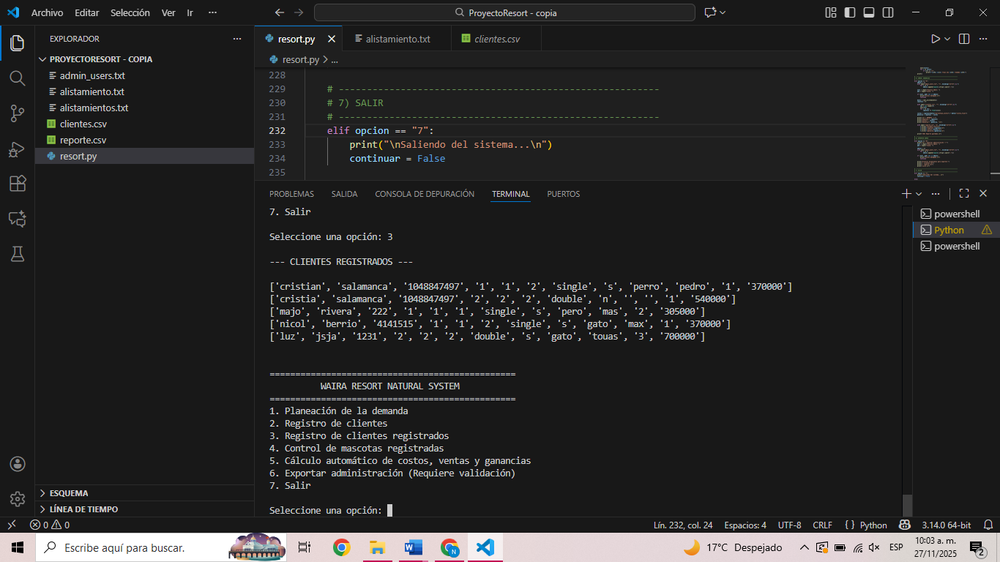 Archivo Editar Selección Ver Ir ··· ProyectoResort - copia
EXPLORADOR ···
PROYECTORESORT - COPIA
admin_users.txt
alistamiento.txt
alistamientos.txt
clientes.csv
reporte.csv
resort.py
ESQUEMA
LÍNEA DE TIEMPO
resort.py alistamiento.txt clientes.csv
resort.py > ...
228
229 # ----------------------------------------------------------
230 # 7) SALIR
231 # ----------------------------------------------------------
232 elif opcion == "7":
233 print("\nSaliendo del sistema...\n")
234 continuar = False
235
PROBLEMAS SALIDA CONSOLA DE DEPURACIÓN TERMINAL PUERTOS
powershell
Python
powershell
7. Salir
Seleccione una opción: 3
--- CLIENTES REGISTRADOS ---
['cristian', 'salamanca', '1048847497', '1', '1', '2', 'single', 's', 'perro', 'pedro', '1', '370000']
['cristia', 'salamanca', '1048847497', '2', '2', '2', 'double', 'n', '', '', '1', '540000']
['majo', 'rivera', '222', '1', '1', '1', 'single', 's', 'pero', 'mas', '2', '305000']
['nicol', 'berrio', '4141515', '1', '1', '2', 'single', 's', 'gato', 'max', '1', '370000']
['luz', 'jsja', '1231', '2', '2', '2', 'double', 's', 'gato', 'touas', '3', '700000']
================================================
WAIRA RESORT NATURAL SYSTEM
================================================
1. Planeación de la demanda
2. Registro de clientes
3. Registro de clientes registrados
4. Control de mascotas registradas
5. Cálculo automático de costos, ventas y ganancias
6. Exportar administración (Requiere validación)
7. Salir
Seleccione una opción:
0 0 Lín. 232, col. 24 Espacios: 4 UTF-8 CRLF { } Python 3.14.0 64-bit
Escribe aquí para buscar. 17°C Despejado ESP 10:03 a. m.
27/11/2025 2